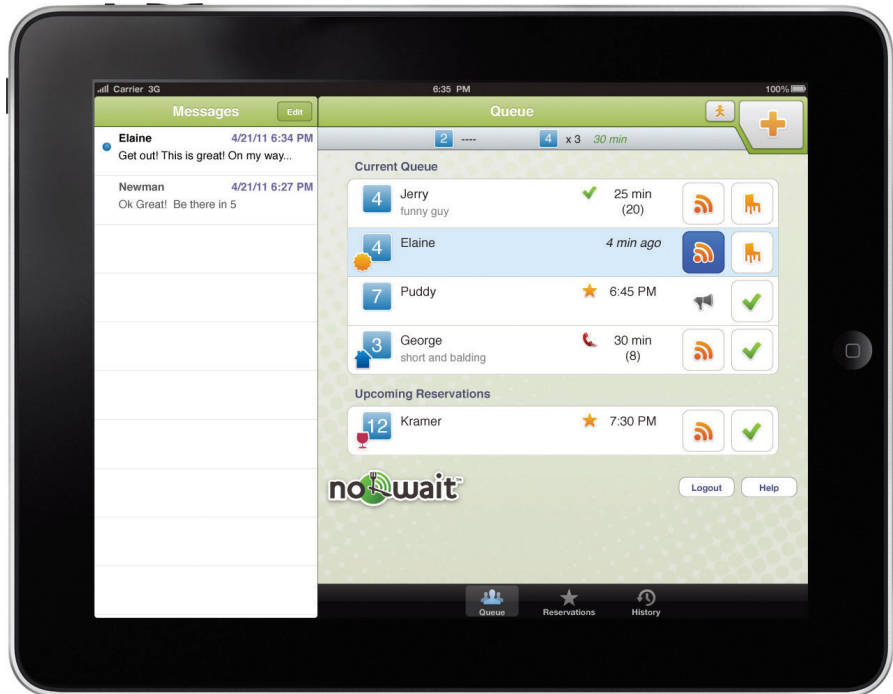 Carrier 3G 6:35 PM 100%
Messages Edit Queue
2 ---- 4 x 3 30 min
Elaine 4/21/11 6:34 PM
Get out! This is great! On my way...
Newman 4/21/11 6:27 PM
Ok Great! Be there in 5
Current Queue
4 Jerry 25 min
funny guy (20)
4 Elaine 4 min ago
7 Puddy 6:45 PM
3 George 30 min
short and balding (8)
Upcoming Reservations
12 Kramer 7:30 PM
nowait™
Logout Help
Queue Reservations History